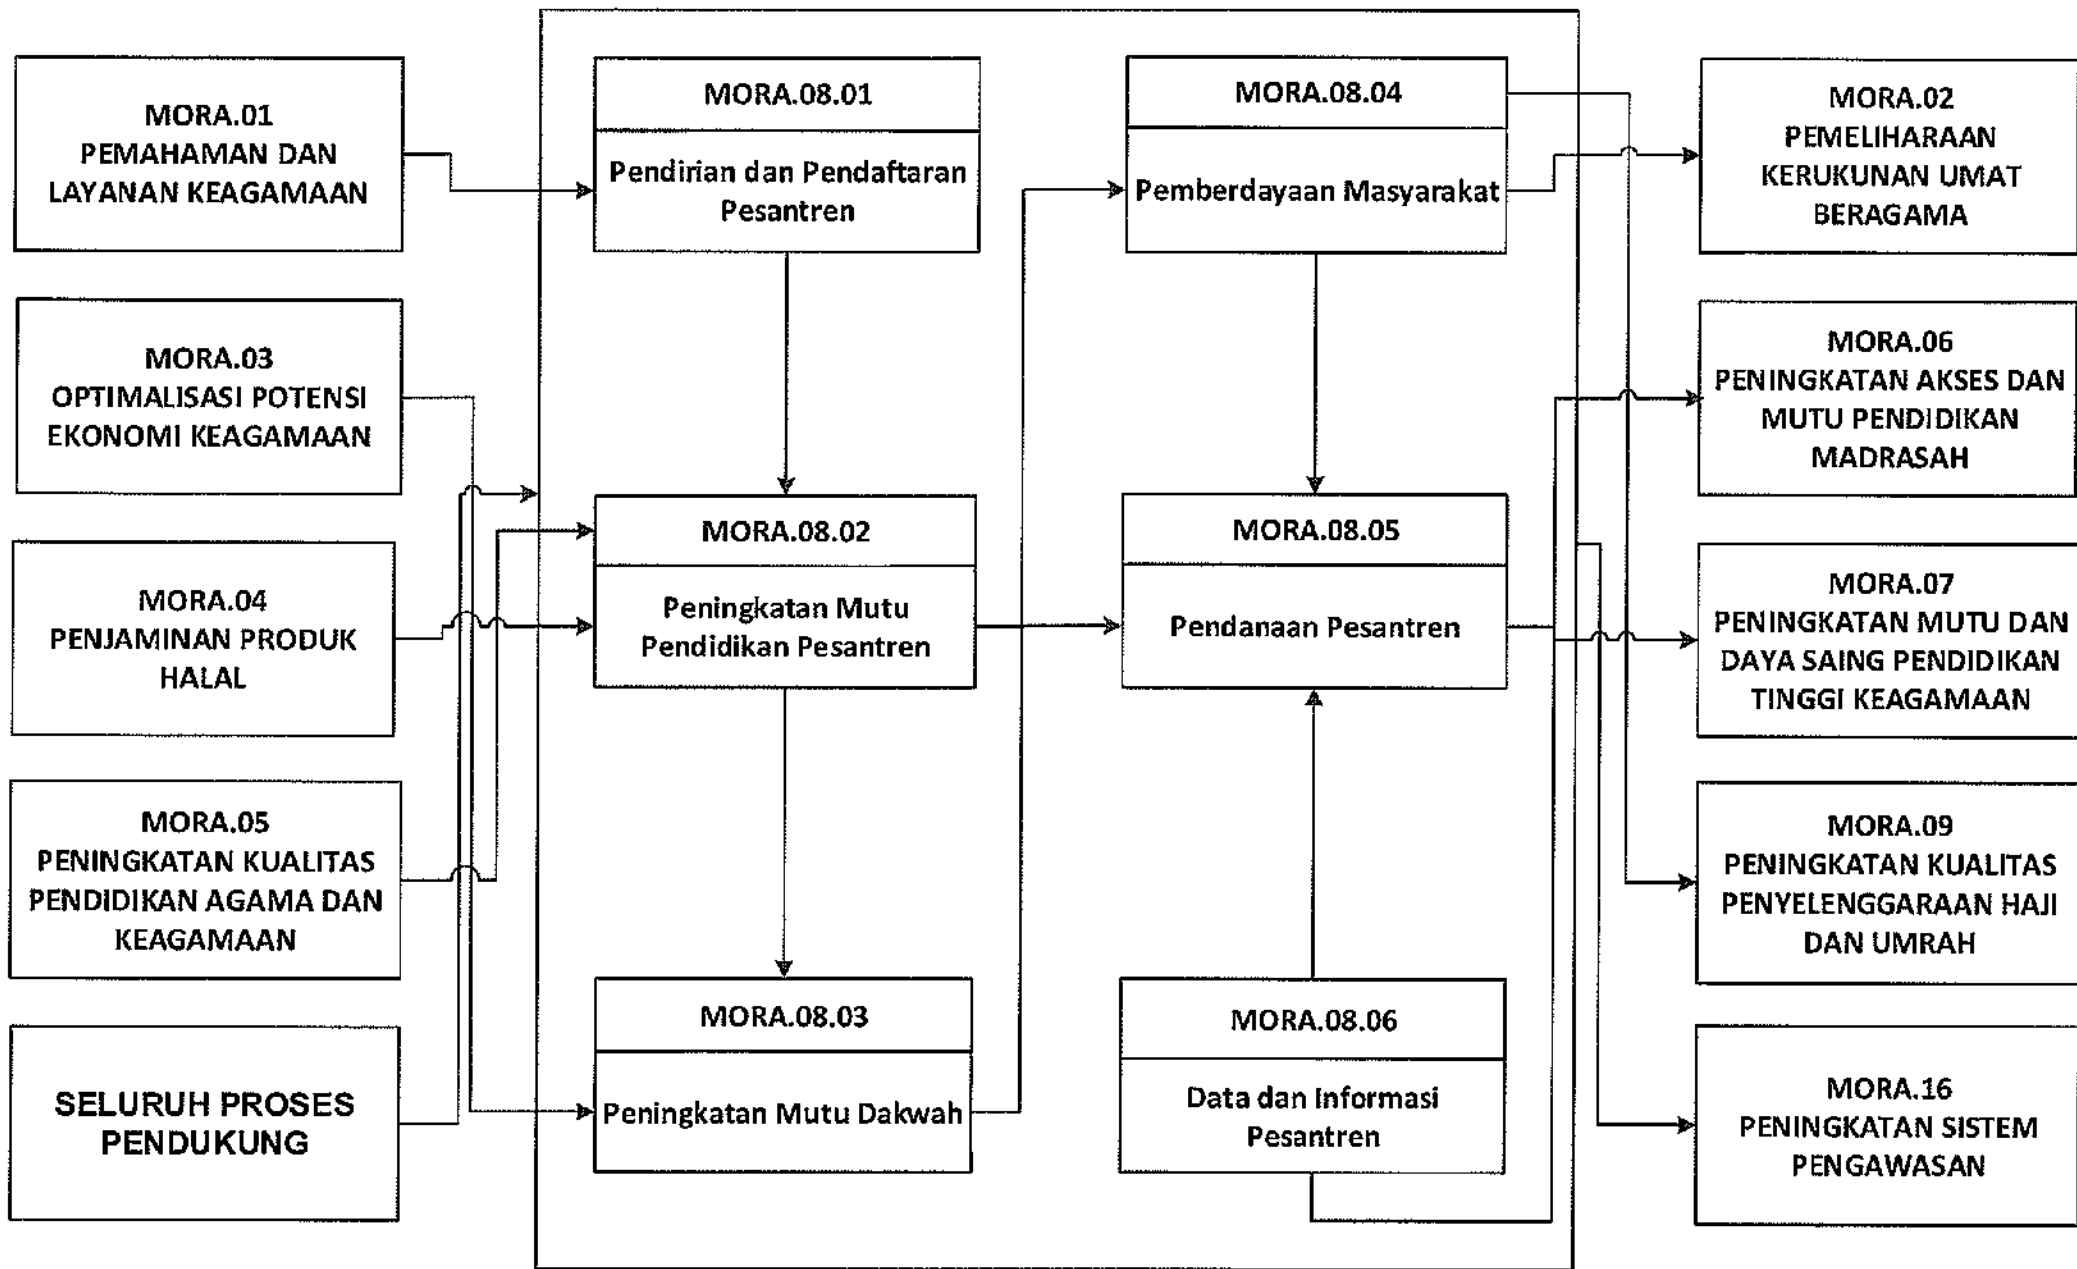 MORA.01
PEMAHAMAN DAN
LAYANAN KEAGAMAAN
MORA.03
OPTIMALISASI POTENSI
EKONOMI KEAGAMAAN
MORA.04
PENJAMINAN PRODUK
HALAL
MORA.05
PENINGKATAN KUALITAS
PENDIDIKAN AGAMA DAN
KEAGAMAAN
SELURUH PROSES
PENDUKUNG
MORA.08.01
Pendirian dan Pendaftaran
Pesantren
MORA.08.02
Peningkatan Mutu
Pendidikan Pesantren
MORA.08.03
Peningkatan Mutu Dakwah
MORA.08.04
Pemberdayaan Masyarakat
MORA.08.05
Pendanaan Pesantren
MORA.08.06
Data dan Informasi
Pesantren
MORA.02
PEMELIHARAAN
KERUKUNAN UMAT
BERAGAMA
MORA.06
PENINGKATAN AKSES DAN
MUTU PENDIDIKAN
MADRASAH
MORA.07
PENINGKATAN MUTU DAN
DAYA SAING PENDIDIKAN
TINGGI KEAGAMAAN
MORA.09
PENINGKATAN KUALITAS
PENYELENGGARAAN HAJI
DAN UMRAH
MORA.16
PENINGKATAN SISTEM
PENGAWASAN